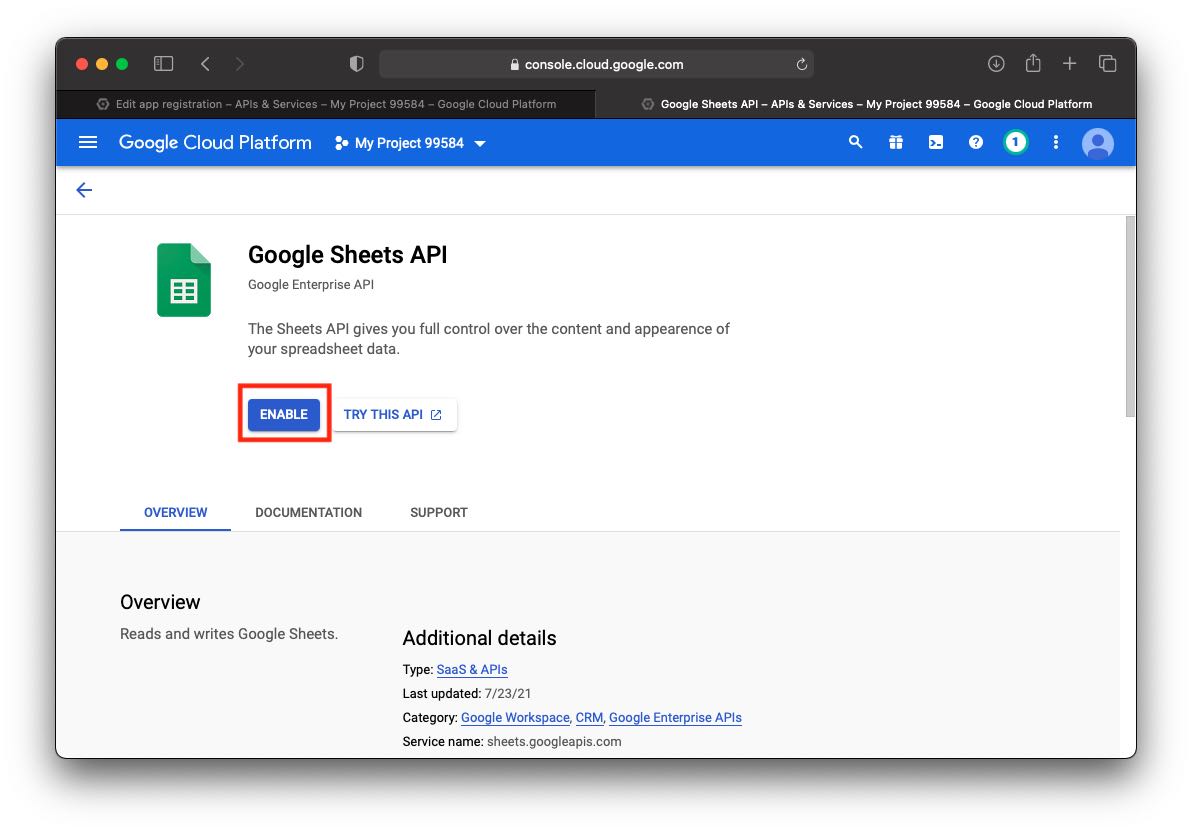 console.cloud.google.com
Edit app registration – APIs & Services – My Project 99584 – Google Cloud Platform
Google Sheets API – APIs & Services – My Project 99584 – Google Cloud Platform
Google Cloud Platform
My Project 99584
1
Google Sheets API
Google Enterprise API
The Sheets API gives you full control over the content and appearence of
your spreadsheet data.
ENABLE
TRY THIS API
OVERVIEW
DOCUMENTATION
SUPPORT
Overview
Reads and writes Google Sheets.
Additional details
Type: SaaS & APIs
Last updated: 7/23/21
Category: Google Workspace, CRM, Google Enterprise APIs
Service name: sheets.googleapis.com